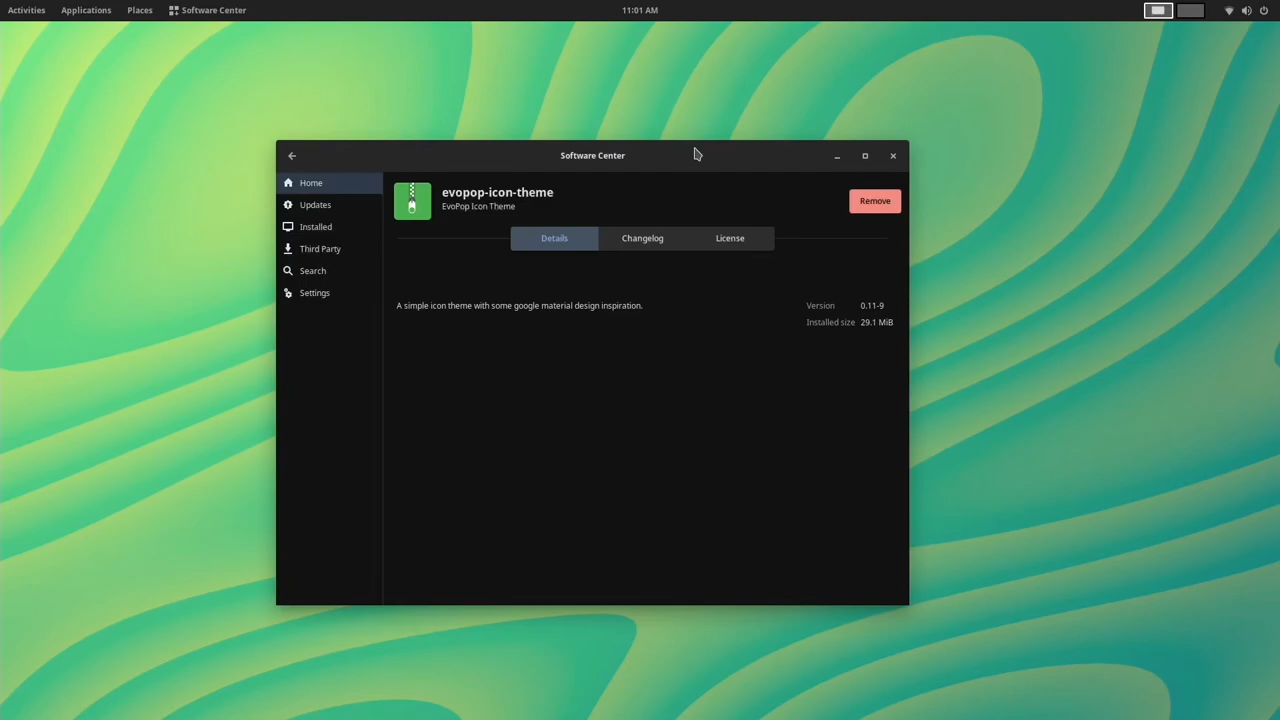 Activities Applications Places Software Center 11:01 AM
Software Center
Home
Updates
Installed
Third Party
Search
Settings
evopop-icon-theme
EvoPop Icon Theme
Remove
Details Changelog License
A simple icon theme with some google material design inspiration.
Version 0.11-9
Installed size 29.1 MiB